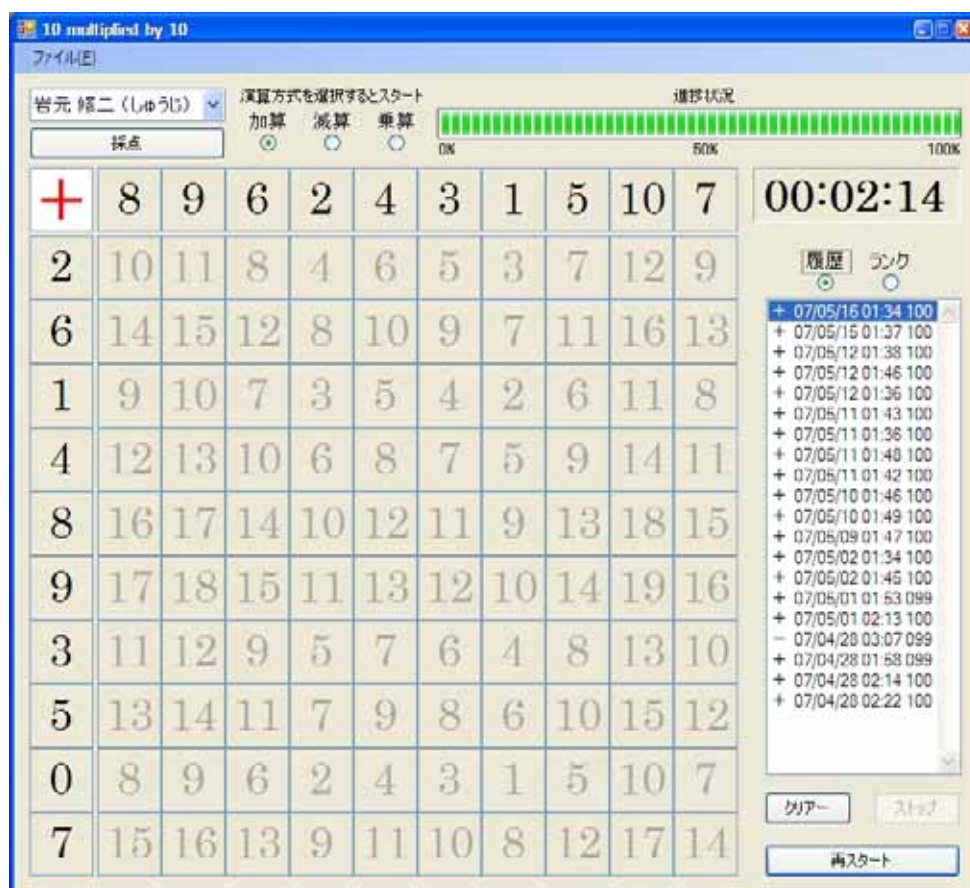 10 multiplied by 10
ファイル(F)
岩元 修二 (しゅうじ)
採点
演算方式を選択するとスタート
加算 減算 乗算
進捗状況
0% 50% 100%
+ 8 9 6 2 4 3 1 5 10 7
00:02:14
2 10 11 8 4 6 5 3 7 12 9
6 14 15 12 8 10 9 7 11 16 13
1 9 10 7 3 5 4 2 6 11 8
4 12 13 10 6 8 7 5 9 14 11
8 16 17 14 10 12 11 9 13 18 15
9 17 18 15 11 13 12 10 14 19 16
3 11 12 9 5 7 6 4 8 13 10
5 13 14 11 7 9 8 6 10 15 12
0 8 9 6 2 4 3 1 5 10 7
7 15 16 13 9 11 10 8 12 17 14
履歴 ランク
+ 07/05/16 01:34 100
+ 07/05/15 01:37 100
+ 07/05/12 01:38 100
+ 07/05/12 01:46 100
+ 07/05/12 01:36 100
+ 07/05/11 01:43 100
+ 07/05/11 01:36 100
+ 07/05/11 01:48 100
+ 07/05/11 01:42 100
+ 07/05/10 01:46 100
+ 07/05/10 01:49 100
+ 07/05/09 01:47 100
+ 07/05/02 01:34 100
+ 07/05/02 01:45 100
+ 07/05/01 01:53 099
+ 07/05/01 02:13 100
- 07/04/28 03:07 099
+ 07/04/28 01:58 099
+ 07/04/28 02:14 100
+ 07/04/28 02:22 100
クリアー ストップ
再スタート